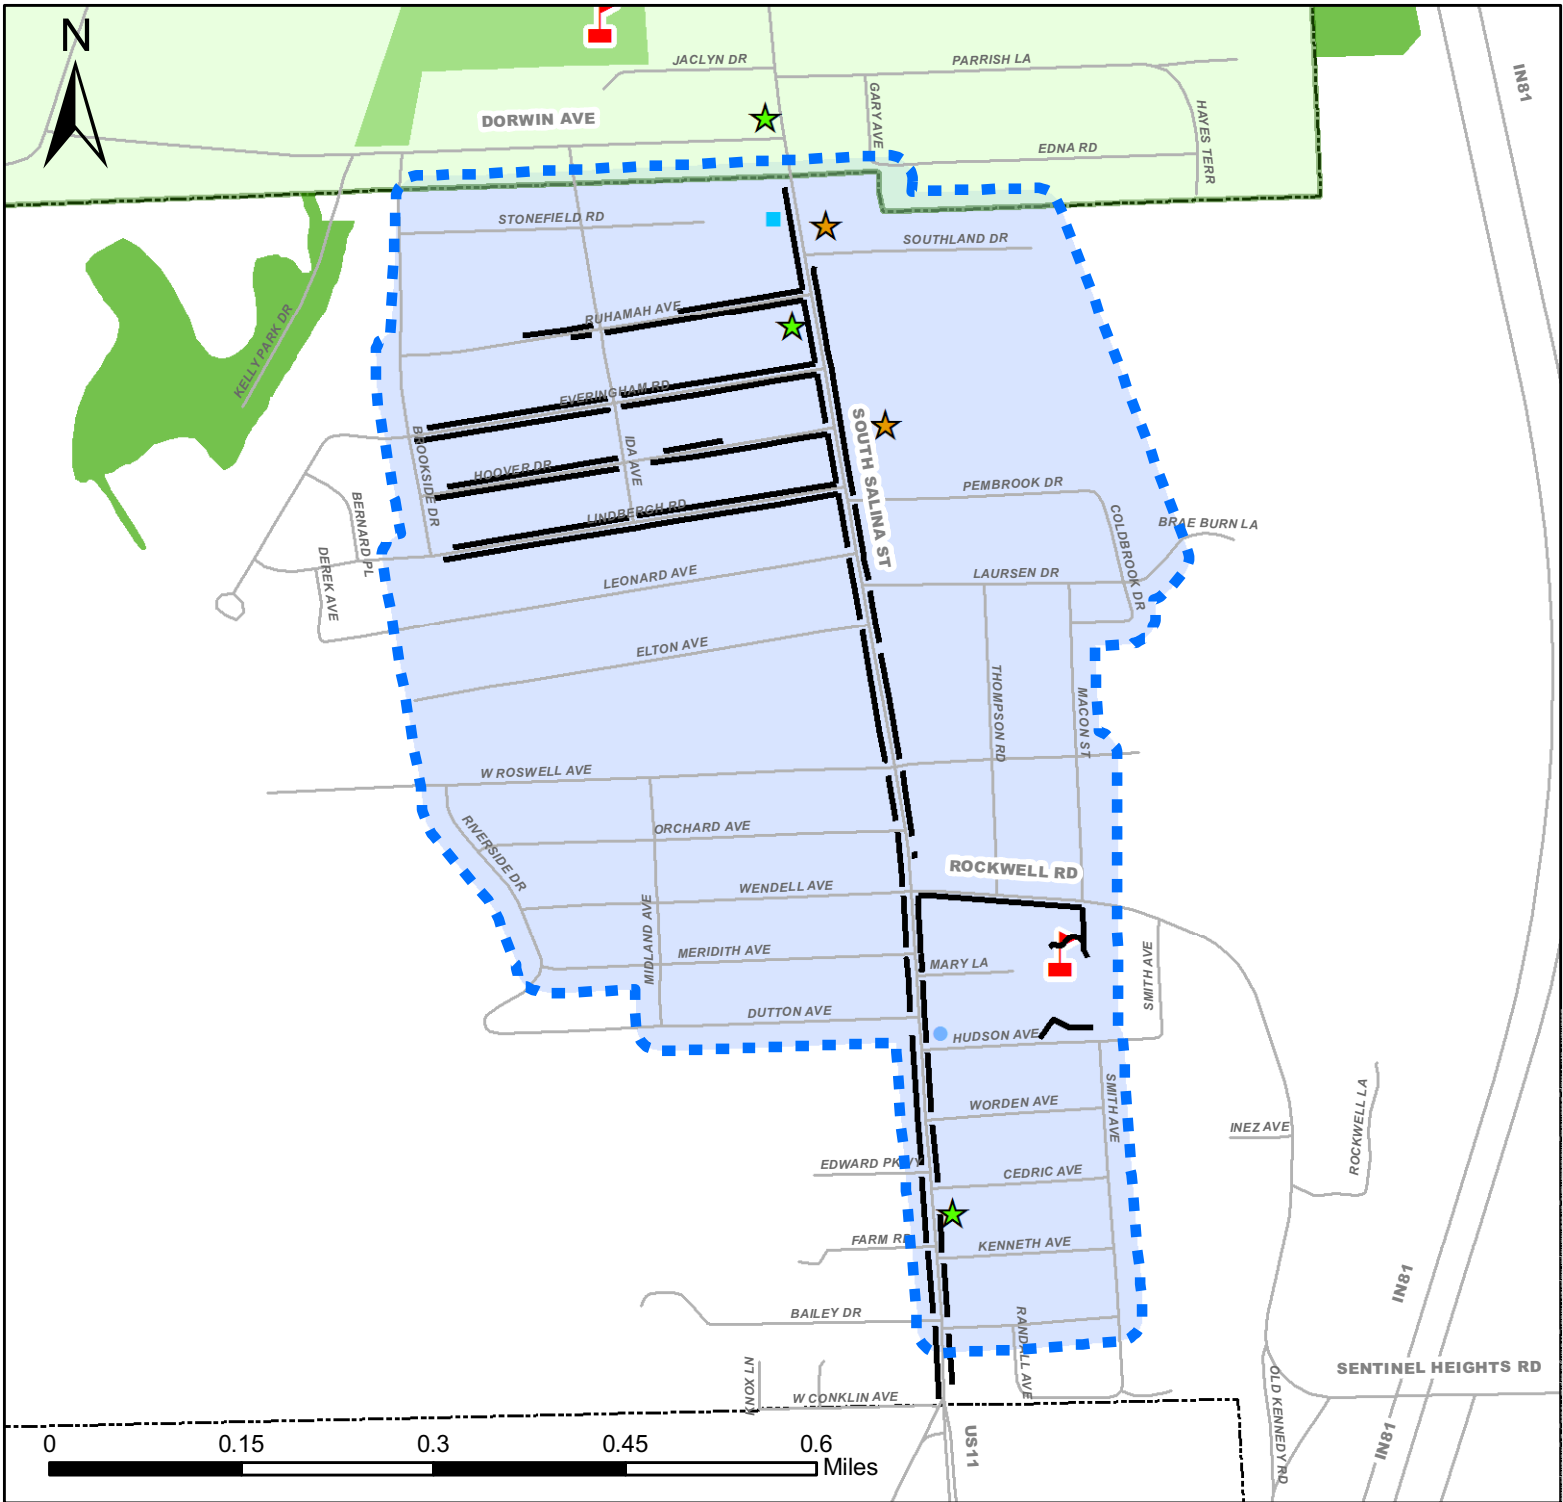 N
JACLYN DR
PARRISH LA
IN81
DORWIN AVE
GARY AVE
HAYES TERR
EDNA RD
STONEFIELD RD
SOUTHLAND DR
RUHAMAH AVE
KELLY PARK DR
EVERINGHAM RD
SOUTH SALINA ST
BROOKSIDE DR
IDA AVE
HOOVER DR
PEMBROOK DR
BERNARD PL
LINDBERGH RD
COLDBROOK DR
BRAE BURN LA
DEREK AVE
LEONARD AVE
LAURSEN DR
ELTON AVE
THOMPSON RD
MACON ST
W ROSWELL AVE
RIVERSIDE DR
ORCHARD AVE
ROCKWELL RD
WENDELL AVE
MIDLAND AVE
MERIDITH AVE
MARY LA
SMITH AVE
DUTTON AVE
HUDSON AVE
SMITH AVE
WORDEN AVE
INEZ AVE
ROCKWELL LA
EDWARD PKWY
CEDRIC AVE
FARM RD
KENNETH AVE
IN81
BAILEY DR
RANDALL AVE
KNOX LN
W CONKLIN AVE
SENTINEL HEIGHTS RD
OLD KENNEDY RD
IN81
US11
0 0.15 0.3 0.45 0.6
Miles